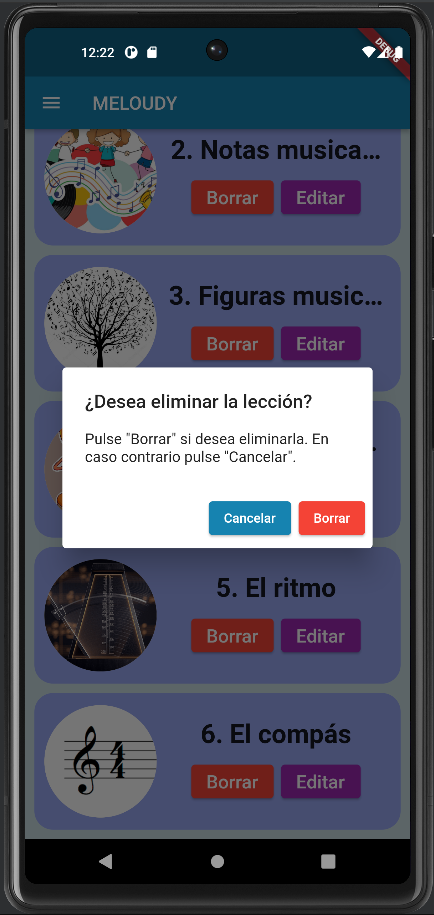 12:22
DEBUG
MELOUDY
2. Notas musica...
Borrar Editar
3. Figuras music...
Borrar Editar
¿Desea eliminar la lección?
Pulse "Borrar" si desea eliminarla. En
caso contrario pulse "Cancelar".
Cancelar Borrar
5. El ritmo
Borrar Editar
6. El compás
Borrar Editar